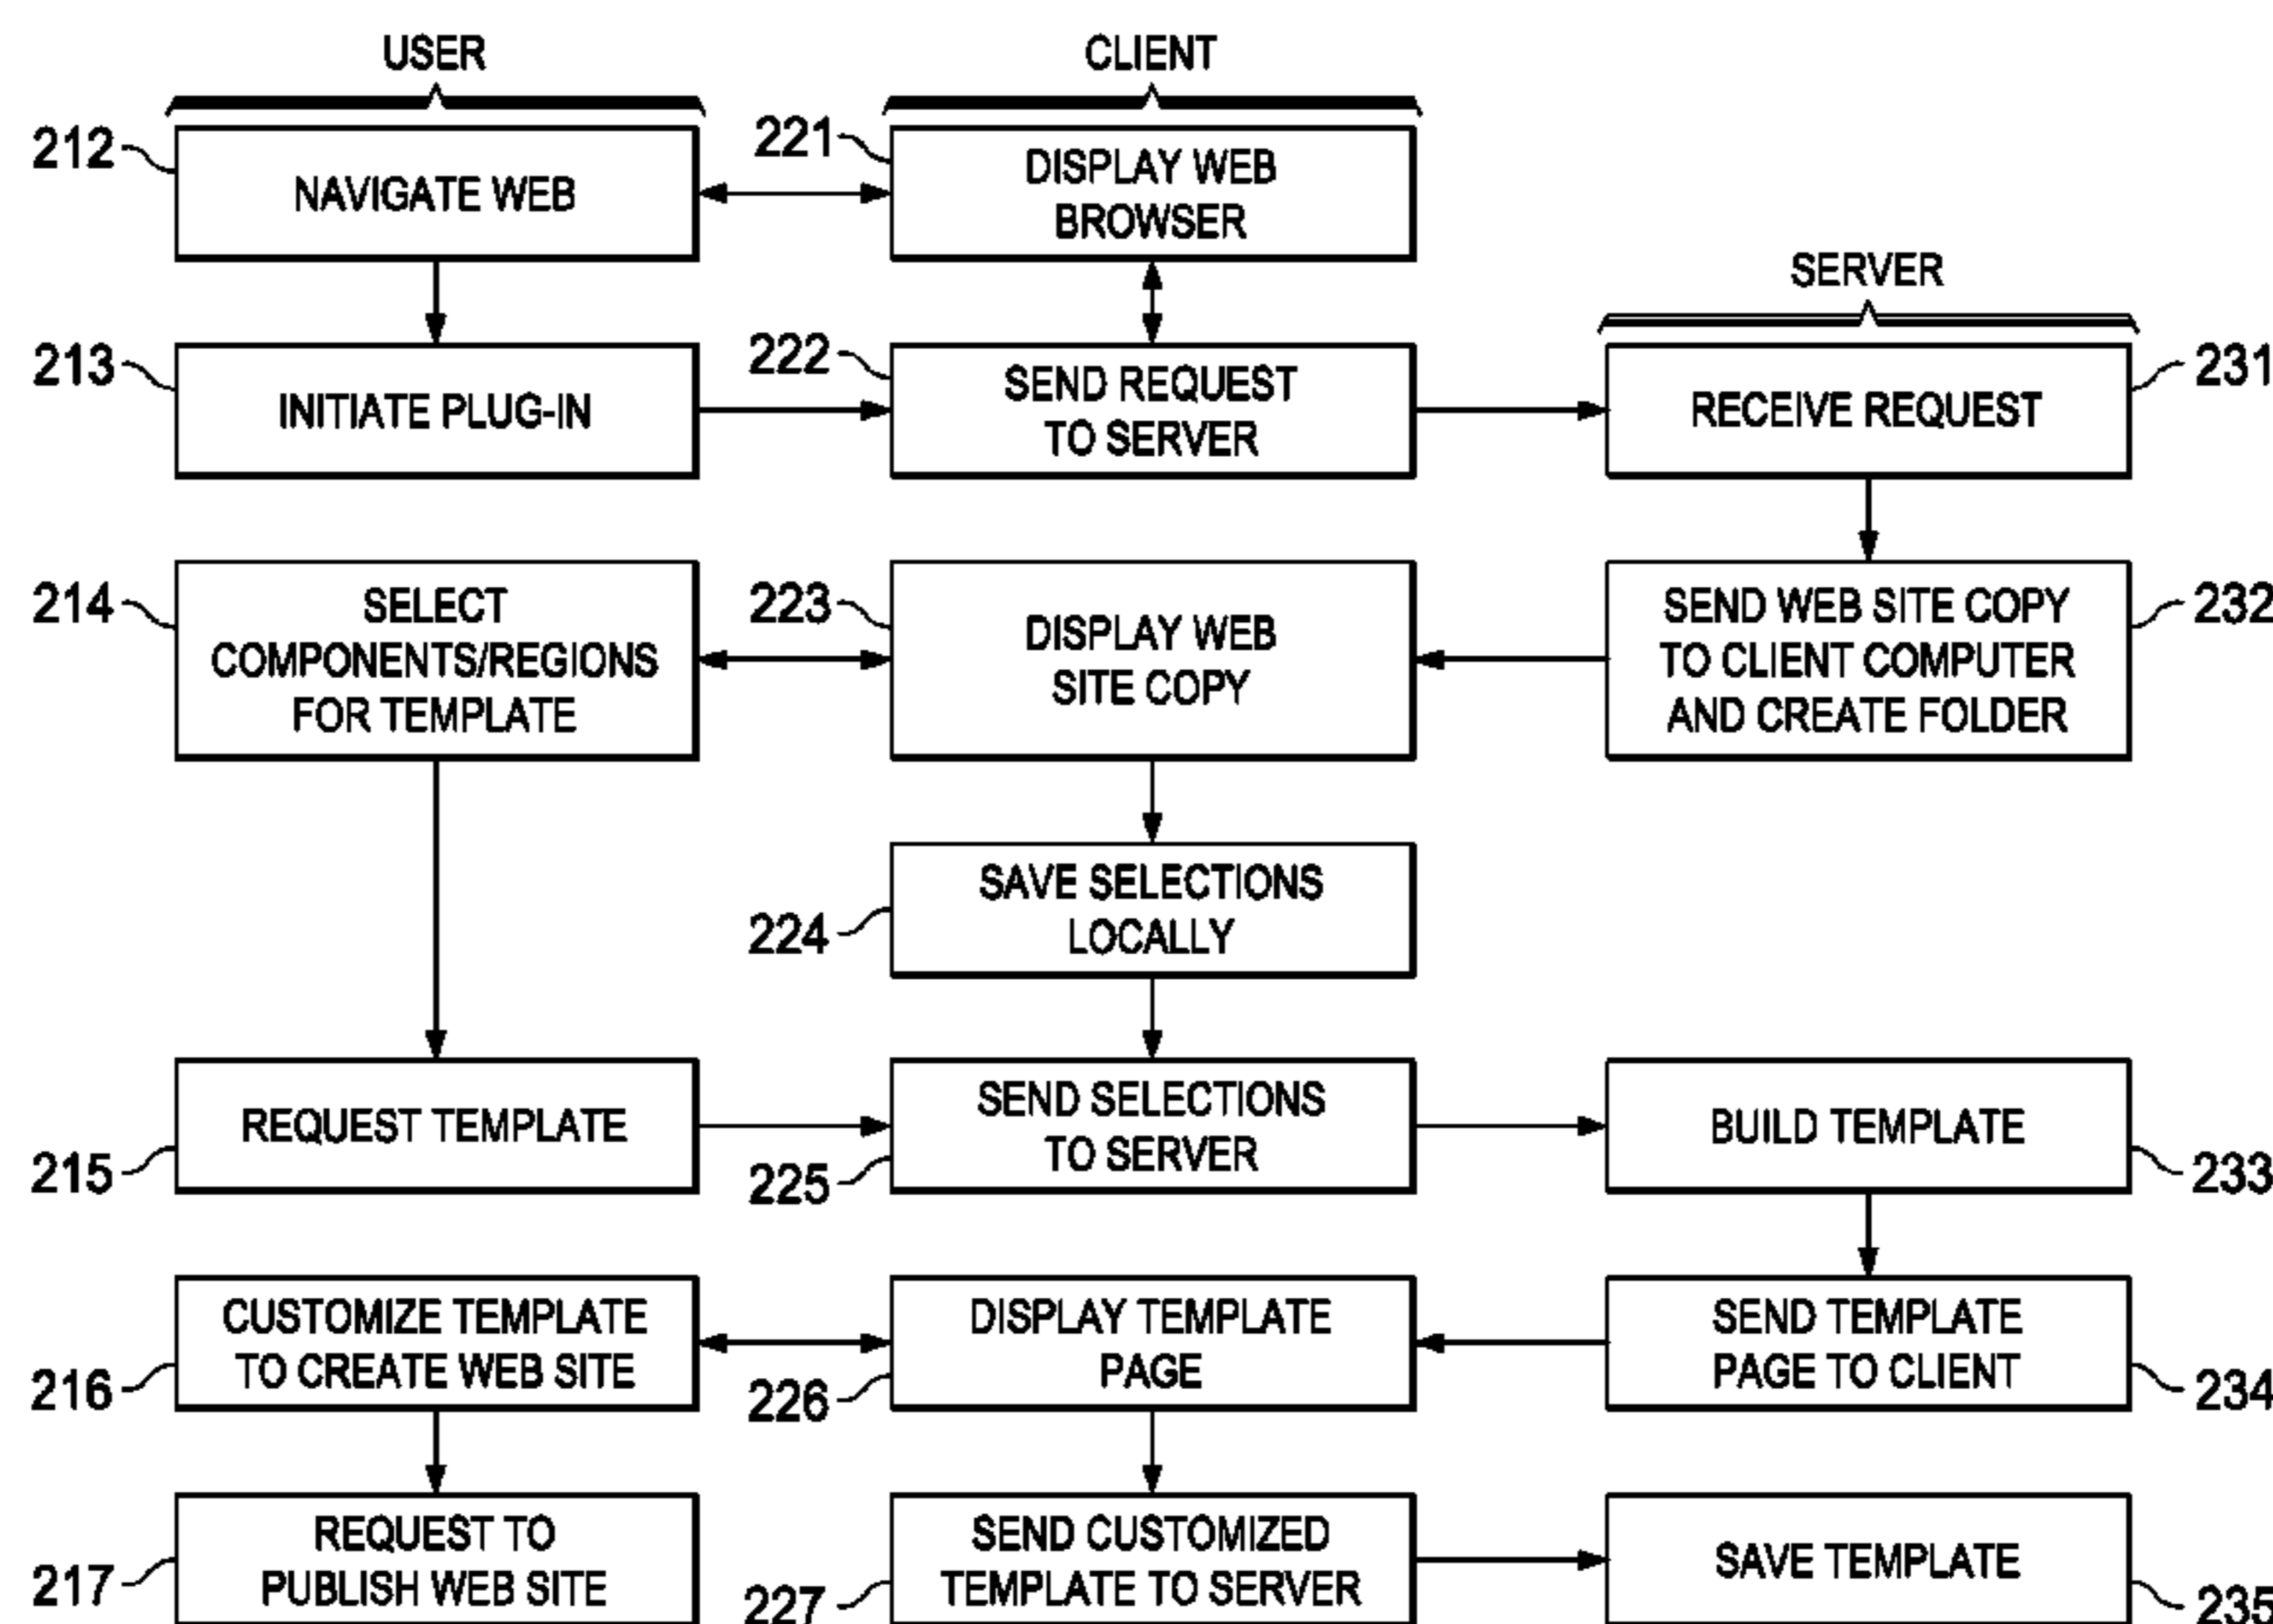 USER
CLIENT
212
NAVIGATE WEB
221
DISPLAY WEB
BROWSER
SERVER
213
INITIATE PLUG-IN
222
SEND REQUEST
TO SERVER
RECEIVE REQUEST
231
214
SELECT
COMPONENTS/REGIONS
FOR TEMPLATE
223
DISPLAY WEB
SITE COPY
SEND WEB SITE COPY
TO CLIENT COMPUTER
AND CREATE FOLDER
232
224
SAVE SELECTIONS
LOCALLY
215
REQUEST TEMPLATE
225
SEND SELECTIONS
TO SERVER
BUILD TEMPLATE
233
216
CUSTOMIZE TEMPLATE
TO CREATE WEB SITE
226
DISPLAY TEMPLATE
PAGE
SEND TEMPLATE
PAGE TO CLIENT
234
217
REQUEST TO
PUBLISH WEB SITE
227
SEND CUSTOMIZED
TEMPLATE TO SERVER
SAVE TEMPLATE
235